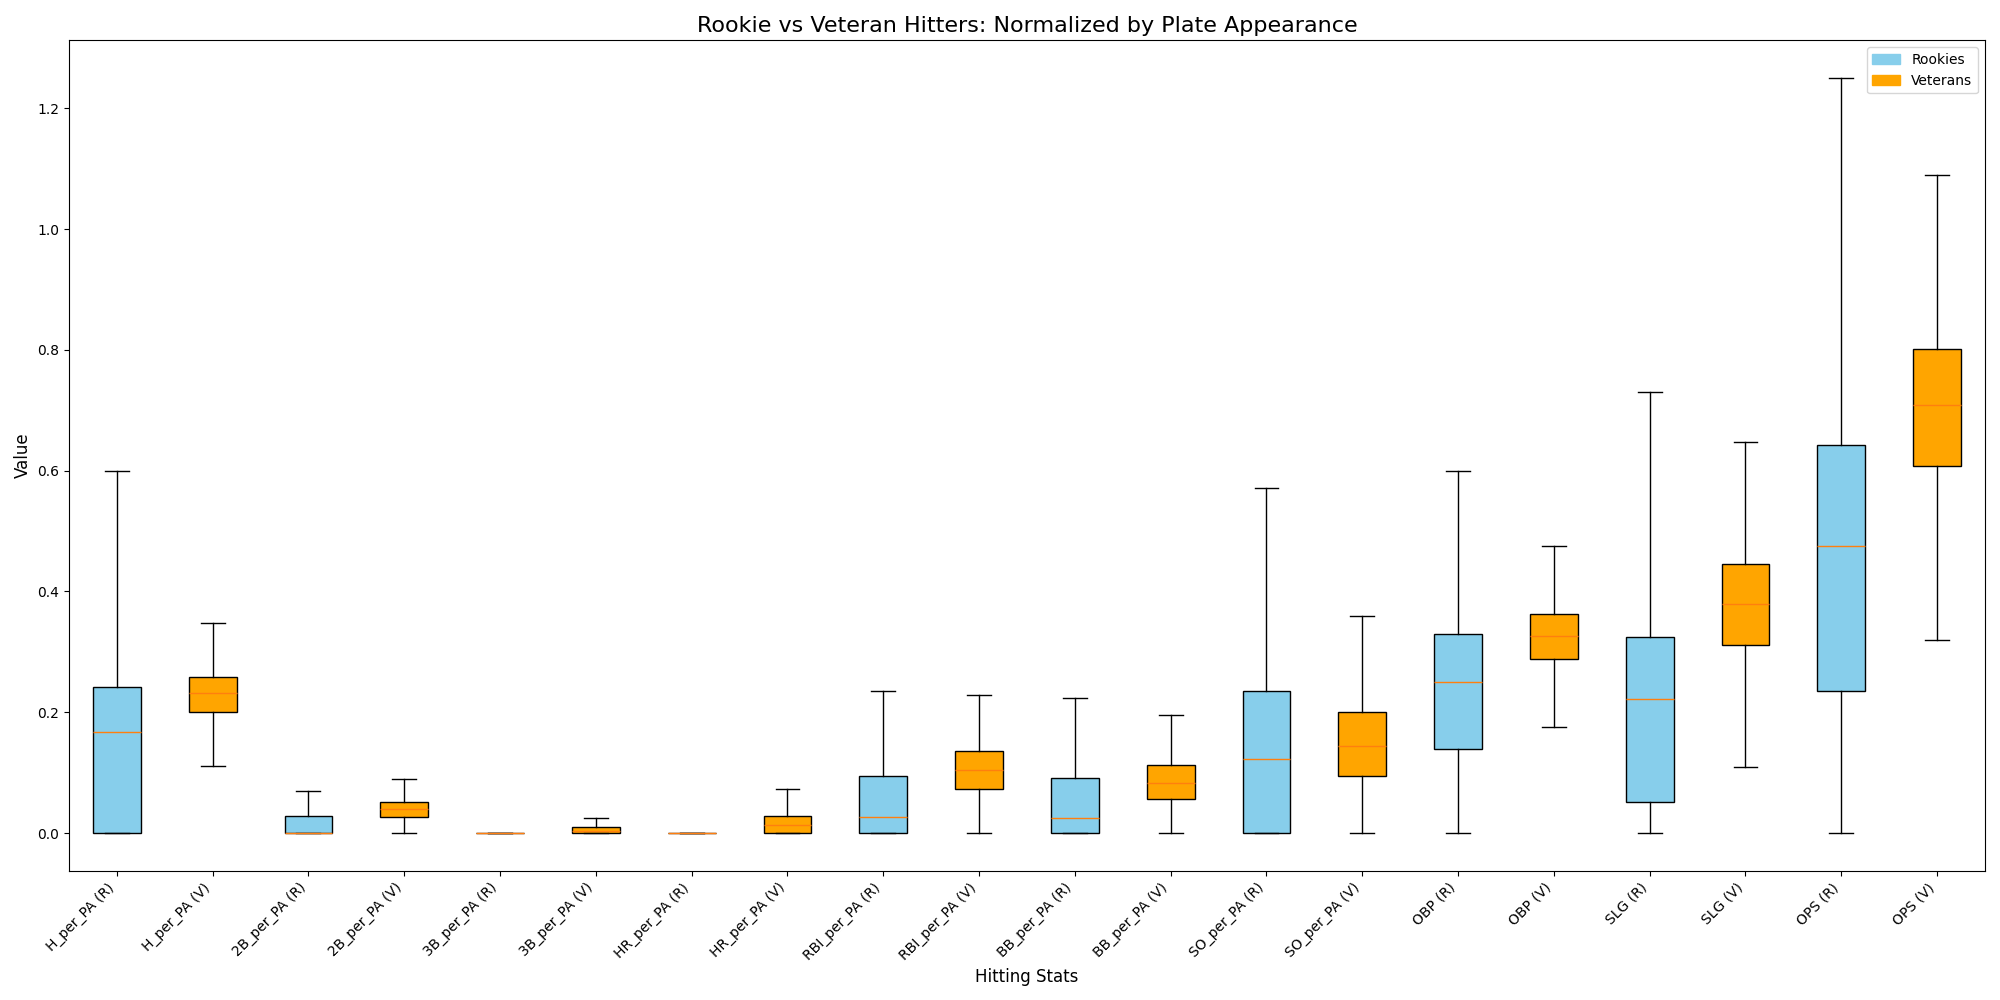 Rookie vs Veteran Hitters: Normalized by Plate Appearance
Rookies
Veterans
Value
1.2
1.0
0.8
0.6
0.4
0.2
0.0
H_per_PA (R)
H_per_PA (V)
2B_per_PA (R)
2B_per_PA (V)
3B_per_PA (R)
3B_per_PA (V)
HR_per_PA (R)
HR_per_PA (V)
RBI_per_PA (R)
RBI_per_PA (V)
BB_per_PA (R)
BB_per_PA (V)
SO_per_PA (R)
SO_per_PA (V)
OBP (R)
OBP (V)
SLG (R)
SLG (V)
OPS (R)
OPS (V)
Hitting Stats